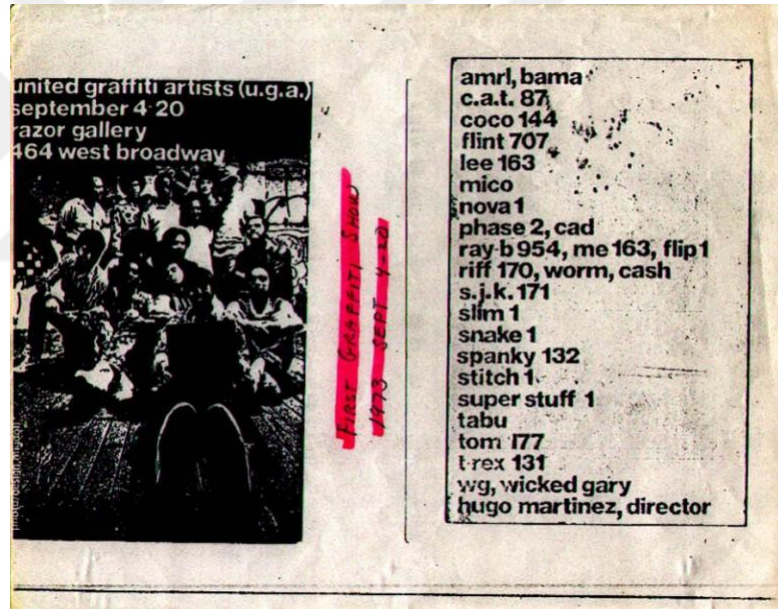 united graffiti artists (u.g.a.)
september 4-20
razor gallery
464 west broadway
FIRST GRAFFITI SHOW
1973 SEPT 4-20
amrl, bama
c.a.t. 87
coco 144
flint 707
lee 163
mico
nova 1
phase 2, cad
ray-b 954, me 163, flip 1
riff 170, worm, cash
s.j.k. 171
slim 1
snake 1
spanky 132
stitch 1
super stuff 1
tabu
tom 177
t-rex 131
wg, wicked gary
hugo martinez, director